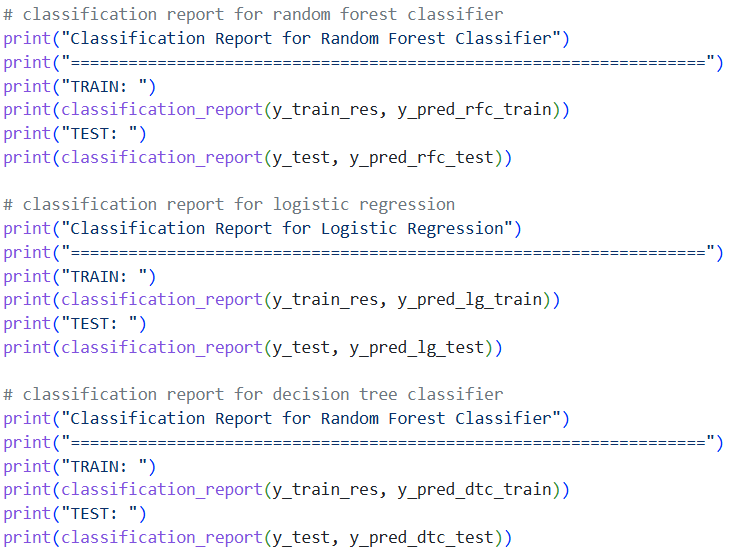 # classification report for random forest classifier
print("Classification Report for Random Forest Classifier")
print("==================================================================")
print("TRAIN: ")
print(classification_report(y_train_res, y_pred_rfc_train))
print("TEST: ")
print(classification_report(y_test, y_pred_rfc_test))

# classification report for logistic regression
print("Classification Report for Logistic Regression")
print("==================================================================")
print("TRAIN: ")
print(classification_report(y_train_res, y_pred_lg_train))
print("TEST: ")
print(classification_report(y_test, y_pred_lg_test))

# classification report for decision tree classifier
print("Classification Report for Random Forest Classifier")
print("==================================================================")
print("TRAIN: ")
print(classification_report(y_train_res, y_pred_dtc_train))
print("TEST: ")
print(classification_report(y_test, y_pred_dtc_test))